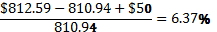 $812.59 − 810.94 + $50
810.94
= 6.37%